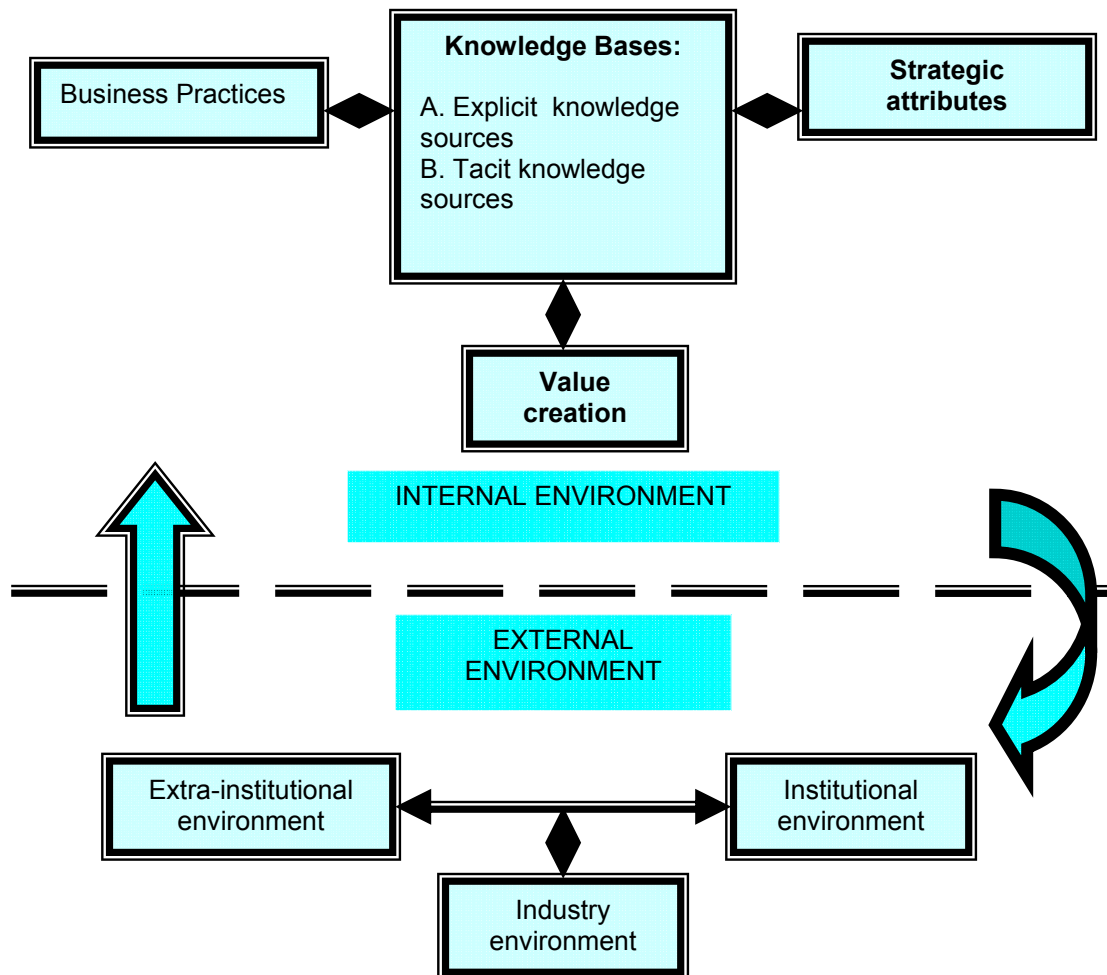 Business Practices
Knowledge Bases:
A. Explicit knowledge
sources
B. Tacit knowledge
sources
Strategic
attributes
Value
creation
INTERNAL ENVIRONMENT
EXTERNAL
ENVIRONMENT
Extra-institutional
environment
Institutional
environment
Industry
environment